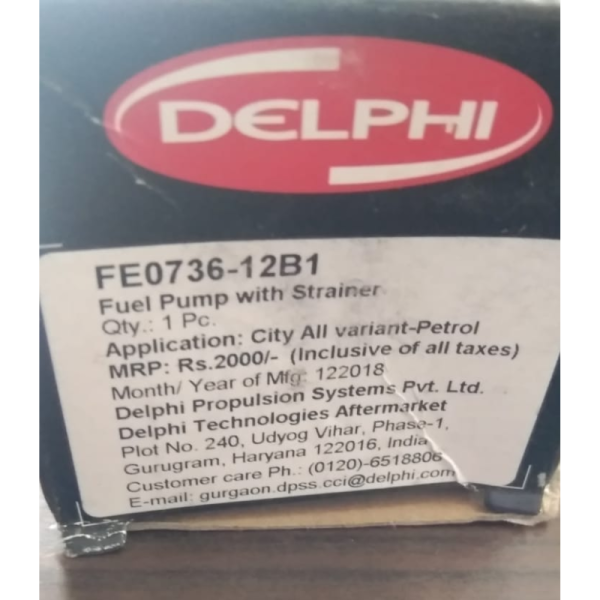 DELPHI
FE0736-12B1
Fuel Pump with Strainer
Qty.: 1 Pc.
Application: City All variant-Petrol
MRP: Rs.2000/- (Inclusive of all taxes)
Month/ Year of Mfg: 122018
Delphi Propulsion Systems Pvt. Ltd.
Delphi Technologies Aftermarket
Plot No. 240, Udyog Vihar, Phase-1,
Gurugram, Haryana 122016, India
Customer care Ph.: (0120)-6518806
E-mail: gurgaon.dpss.cci@delphi.com